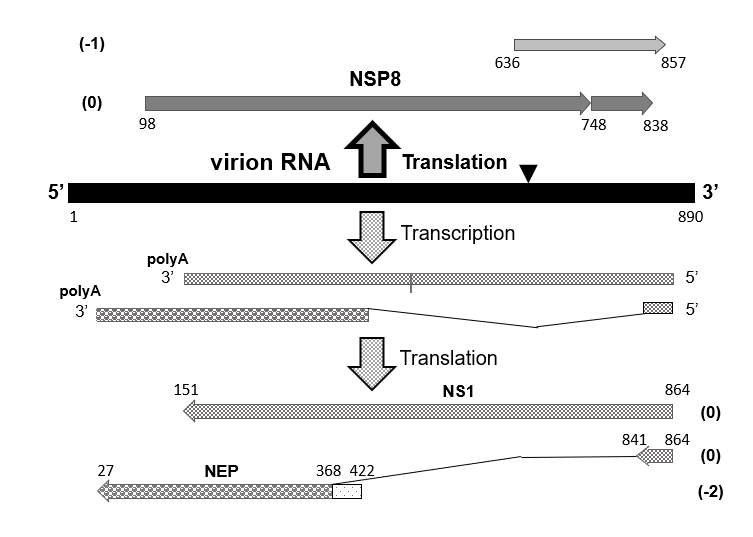 (-1)
636 857
NSP8
(0)
98 748 838
virion RNA Translation
5’ 3’
1 890
Transcription
polyA
3’ 5’
polyA
3’ 5’
Translation
151 NS1 864
(0)
841 864
(0)
27 NEP 368 422
(-2)